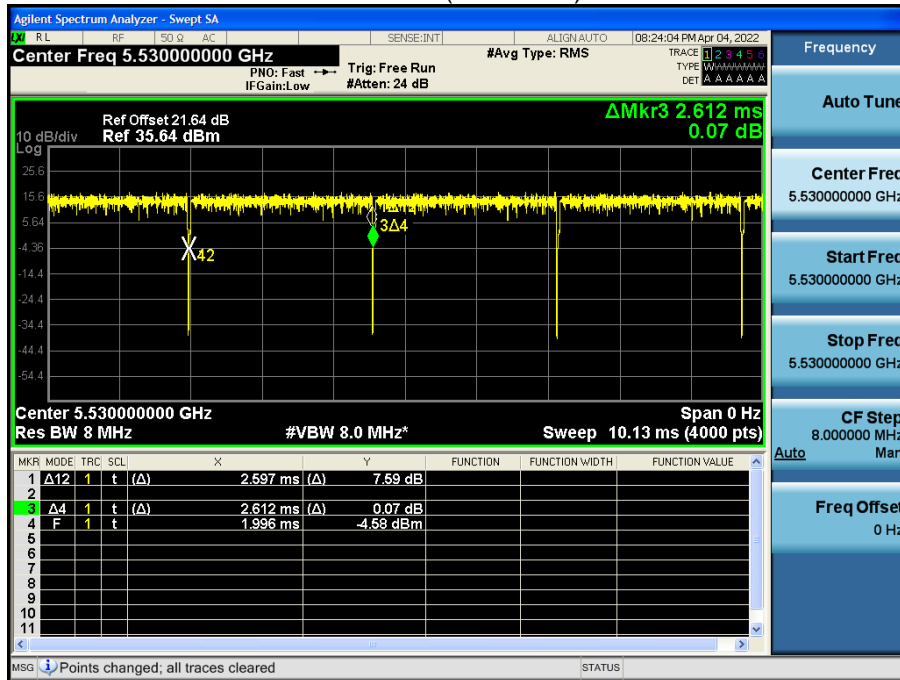 Agilent Spectrum Analyzer - Swept SA
LXI RL RF 50 Ω AC SENSE:INT ALIGN AUTO 08:24:04 PM Apr 04, 2022
Center Freq 5.530000000 GHz
PNO: Fast
IFGain:Low
Trig: Free Run
#Atten: 24 dB
#Avg Type: RMS
TRACE 1 2 3 4 5 6
TYPE WWWWWW
DET A A A A A A
Ref Offset 21.64 dB
10 dB/div Ref 35.64 dBm
Log
ΔMkr3 2.612 ms
0.07 dB
25.6
15.6
5.64
-4.36
-14.4
-24.4
-34.4
-44.4
-54.4
42
3Δ4
Center 5.530000000 GHz Span 0 Hz
Res BW 8 MHz #VBW 8.0 MHz* Sweep 10.13 ms (4000 pts)
MKR MODE TRC SCL X Y FUNCTION FUNCTION WIDTH FUNCTION VALUE
1 Δ12 1 t (Δ) 2.597 ms (Δ) 7.59 dB
2
3 Δ4 1 t (Δ) 2.612 ms (Δ) 0.07 dB
4 F 1 t 1.996 ms -4.58 dBm
5
6
7
8
9
10
11
MSG Points changed; all traces cleared STATUS
Frequency
Auto Tune
Center Freq
5.530000000 GHz
Start Freq
5.530000000 GHz
Stop Freq
5.530000000 GHz
CF Step
8.000000 MHz
Auto Man
Freq Offset
0 Hz